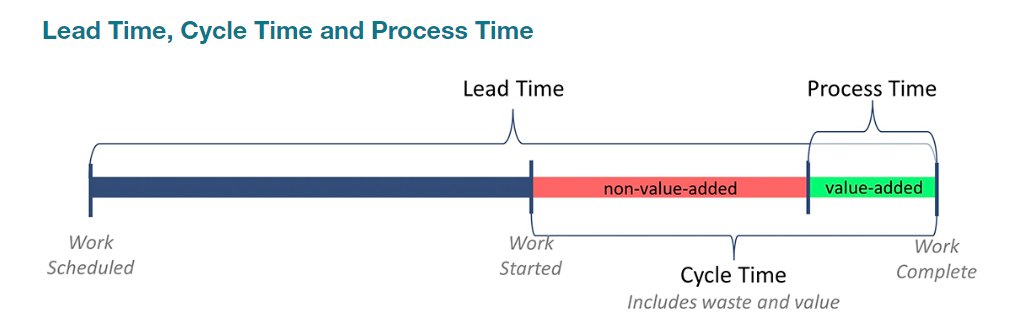 Lead Time, Cycle Time and Process Time
Lead Time
Process Time
non-value-added
value-added
Work
Scheduled
Work
Started
Work
Complete
Cycle Time
Includes waste and value